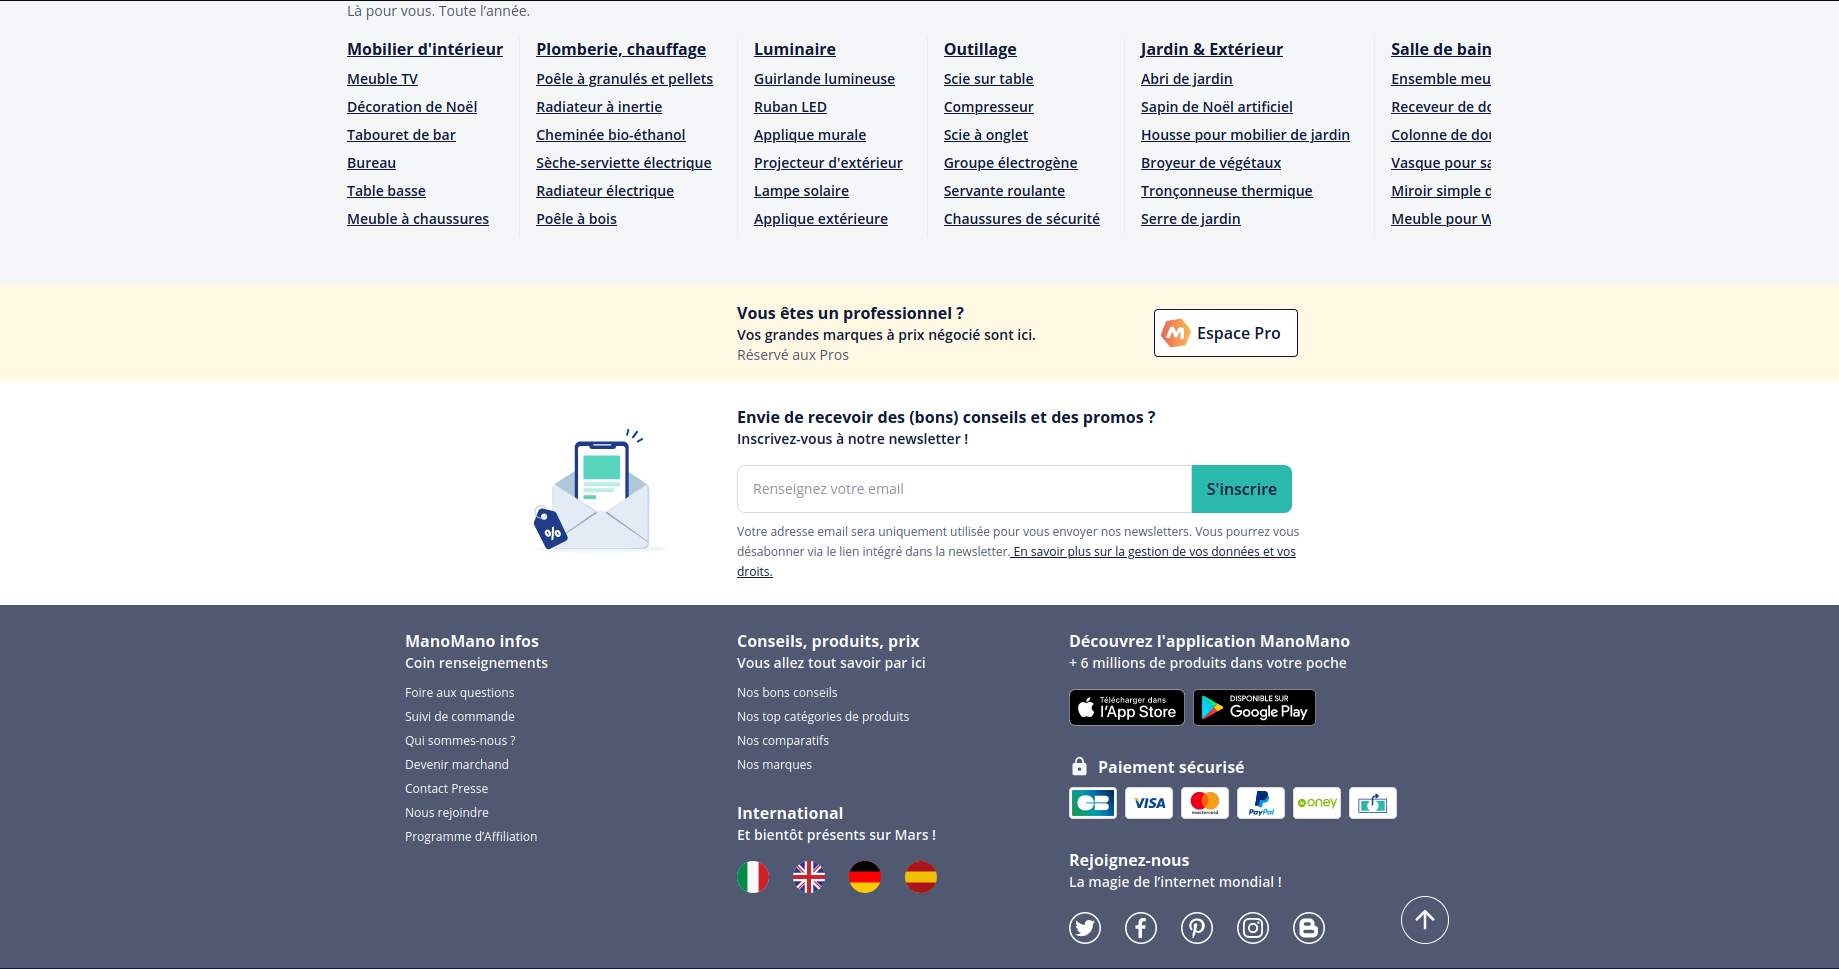 Là pour vous. Toute l’année.
Mobilier d'intérieur
Meuble TV
Décoration de Noël
Tabouret de bar
Bureau
Table basse
Meuble à chaussures
Plomberie, chauffage
Poêle à granulés et pellets
Radiateur à inertie
Cheminée bio-éthanol
Sèche-serviette électrique
Radiateur électrique
Poêle à bois
Luminaire
Guirlande lumineuse
Ruban LED
Applique murale
Projecteur d'extérieur
Lampe solaire
Applique extérieure
Outillage
Scie sur table
Compresseur
Scie à onglet
Groupe électrogène
Servante roulante
Chaussures de sécurité
Jardin & Extérieur
Abri de jardin
Sapin de Noël artificiel
Housse pour mobilier de jardin
Broyeur de végétaux
Tronçonneuse thermique
Serre de jardin
Salle de bain
Ensemble
Receveur de
Colonne de
Vasque pour
Miroir simple
Meuble pour
Vous êtes un professionnel ?
Vos grandes marques à prix négocié sont ici.
Réservé aux Pros
M Espace Pro
Envie de recevoir des (bons) conseils et des promos ?
Inscrivez-vous à notre newsletter !
%
Renseignez votre email
S'inscrire
Votre adresse email sera uniquement utilisée pour vous envoyer nos newsletters. Vous pourrez vous
désabonner via le lien intégré dans la newsletter. En savoir plus sur la gestion de vos données et vos
droits.
ManoMano infos
Coin renseignements
Foire aux questions
Suivi de commande
Qui sommes-nous ?
Devenir marchand
Contact Presse
Nous rejoindre
Programme d’Affiliation
Conseils, produits, prix
Vous allez tout savoir par ici
Nos bons conseils
Nos top catégories de produits
Nos comparatifs
Nos marques
International
Et bientôt présents sur Mars !
Découvrez l'application ManoMano
+ 6 millions de produits dans votre poche
Télécharger dans
l'App Store
DISPONIBLE SUR
Google Play
Paiement sécurisé
CB
VISA
mastercard
PayPal
oney
Rejoignez-nous
La magie de l’internet mondial !